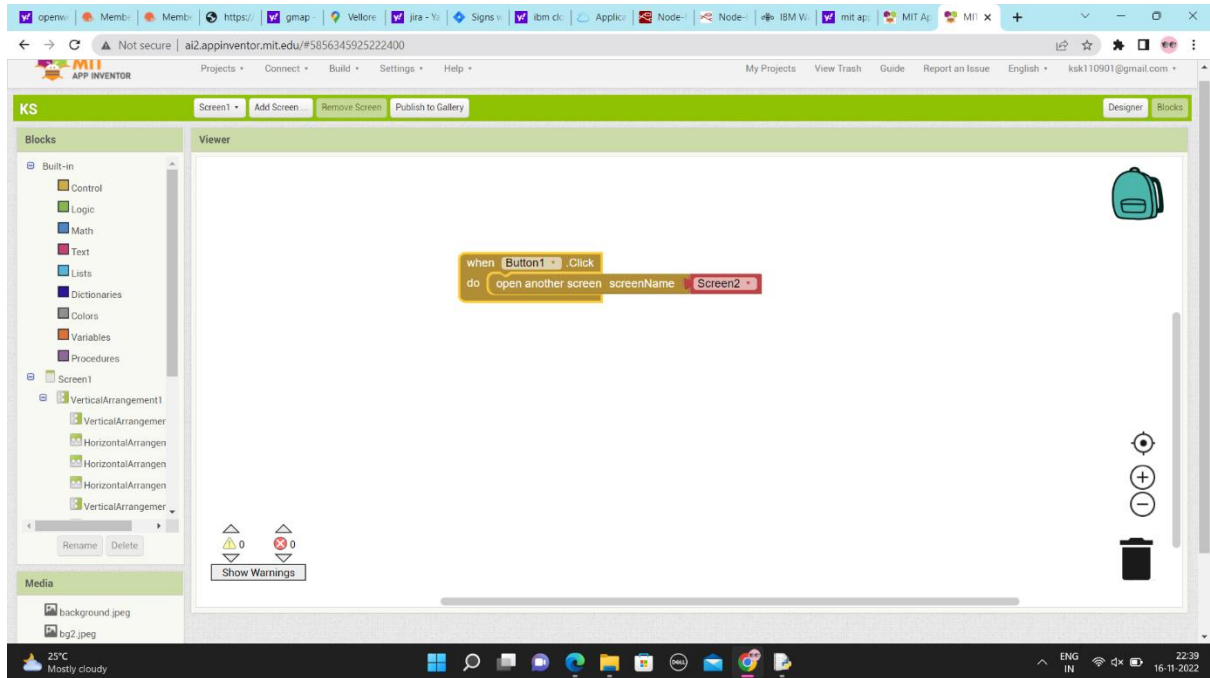 openw Membe Membe https:// gmap - Vellore jira - Ya Signs v ibm clc Applica Node-I Node-I IBM W mit ap MIT Ap MIT
Not secure ai2.appinventor.mit.edu/#5856345925222400
MIT
APP INVENTOR
Projects Connect Build Settings Help My Projects View Trash Guide Report an Issue English ksk110901@gmail.com
KS Screen1 Add Screen ... Remove Screen Publish to Gallery Designer Blocks
Blocks Viewer
Built-in
Control
Logic
Math
Text
Lists
Dictionaries
Colors
Variables
Procedures
Screen1
VerticalArrangement1
VerticalArrangemer
HorizontalArrangen
HorizontalArrangen
HorizontalArrangen
VerticalArrangemer
Rename Delete
Media
background.jpeg
bg2.jpeg
when Button1 .Click
do open another screen screenName Screen2
0 0
Show Warnings
25°C
Mostly cloudy
DELL
ENG
IN
22:39
16-11-2022